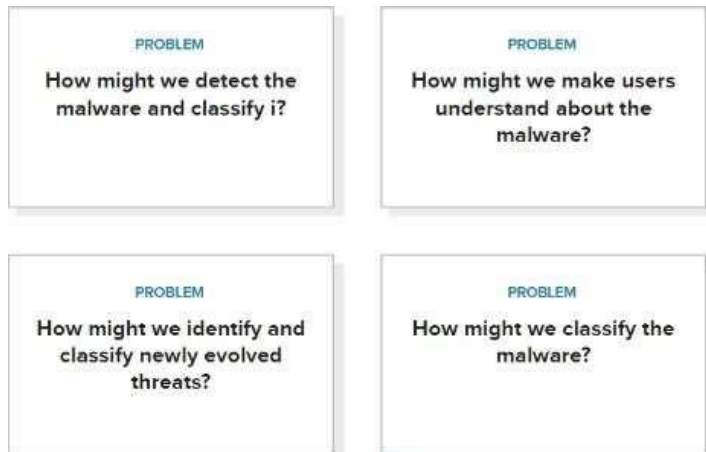 PROBLEM
How might we detect the
malware and classify i?
PROBLEM
How might we make users
understand about the
malware?
PROBLEM
How might we identify and
classify newly evolved
threats?
PROBLEM
How might we classify the
malware?